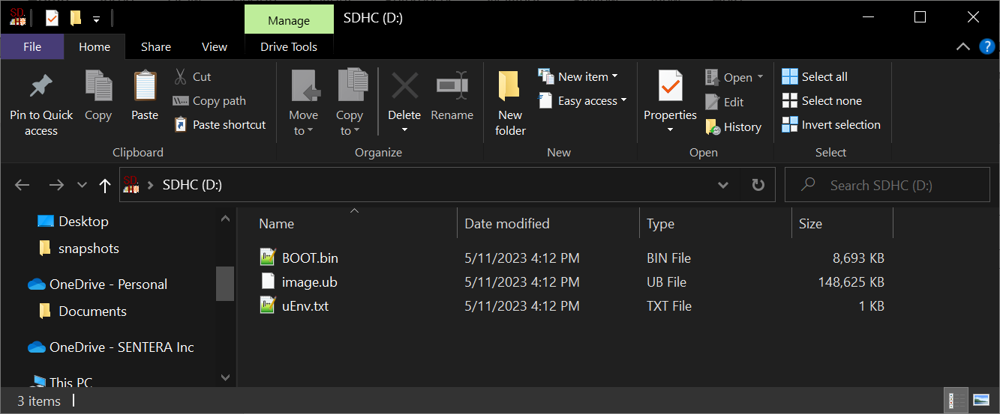 SD
Manage
SDHC (D:)
File
Home
Share
View
Drive Tools
Pin to Quick access
Copy
Paste
Cut
Copy path
Paste shortcut
Clipboard
Move to
Copy to
Delete
Rename
Organize
New folder
New item
Easy access
New
Properties
Open
Edit
History
Open
Select all
Select none
Invert selection
Select
SD
SDHC (D:)
Search SDHC (D:)
Desktop
snapshots
OneDrive - Personal
Documents
OneDrive - SENTERA Inc
This PC
Name Date modified Type Size
BOOT.bin 5/11/2023 4:12 PM BIN File 8,693 KB
image.ub 5/11/2023 4:12 PM UB File 148,625 KB
uEnv.txt 5/11/2023 4:12 PM TXT File 1 KB
3 items